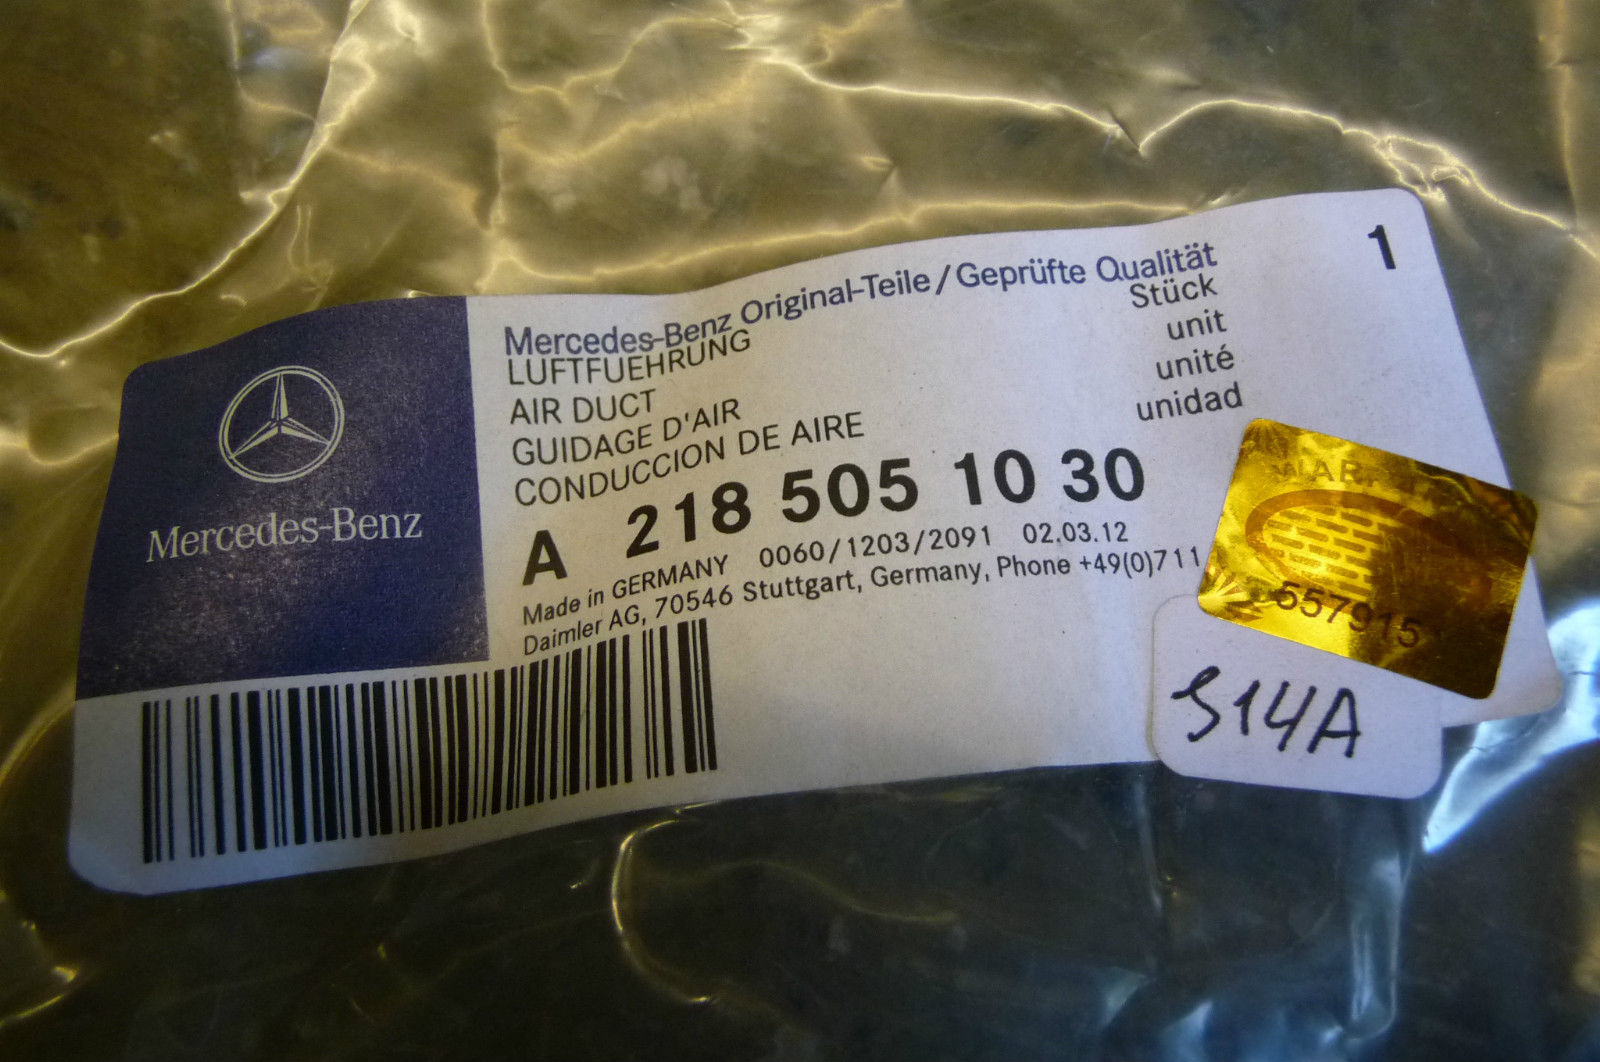 Mercedes-Benz
Mercedes-Benz Original-Teile / Geprüfte Qualität
1
LUFTFUEHRUNG
Stück
AIR DUCT
unit
GUIDAGE D'AIR
unité
CONDUCCION DE AIRE
unidad
A 218 505 10 30
Made in GERMANY 0060/1203/2091 02.03.12
Daimler AG, 70546 Stuttgart, Germany, Phone +49(0)711
557915
S14A